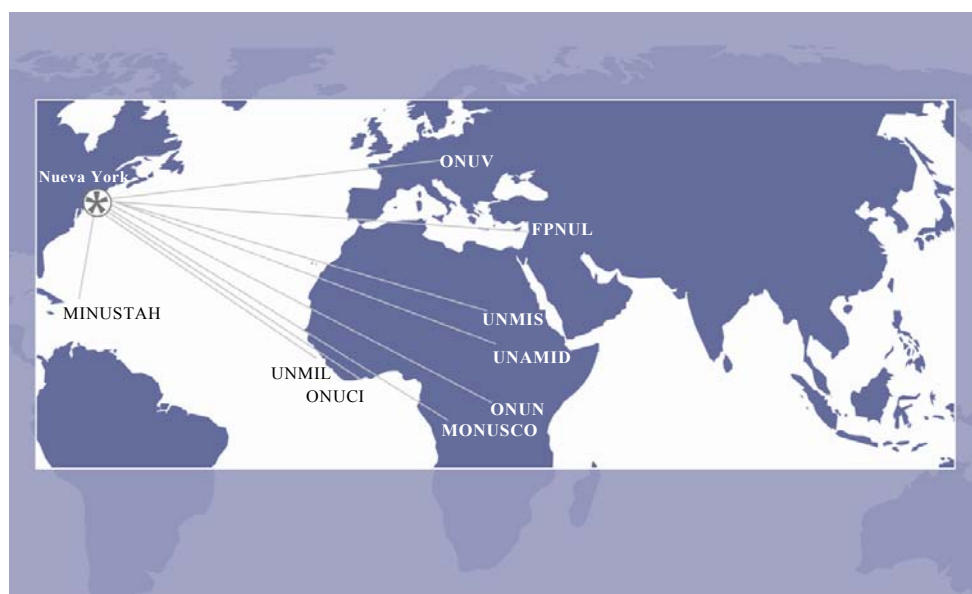 ONUV
Nueva York
FPNUL
MINUSTAH
UNMIS
UNAMID
UNMIL
ONUCI
ONUN
MONUSCO